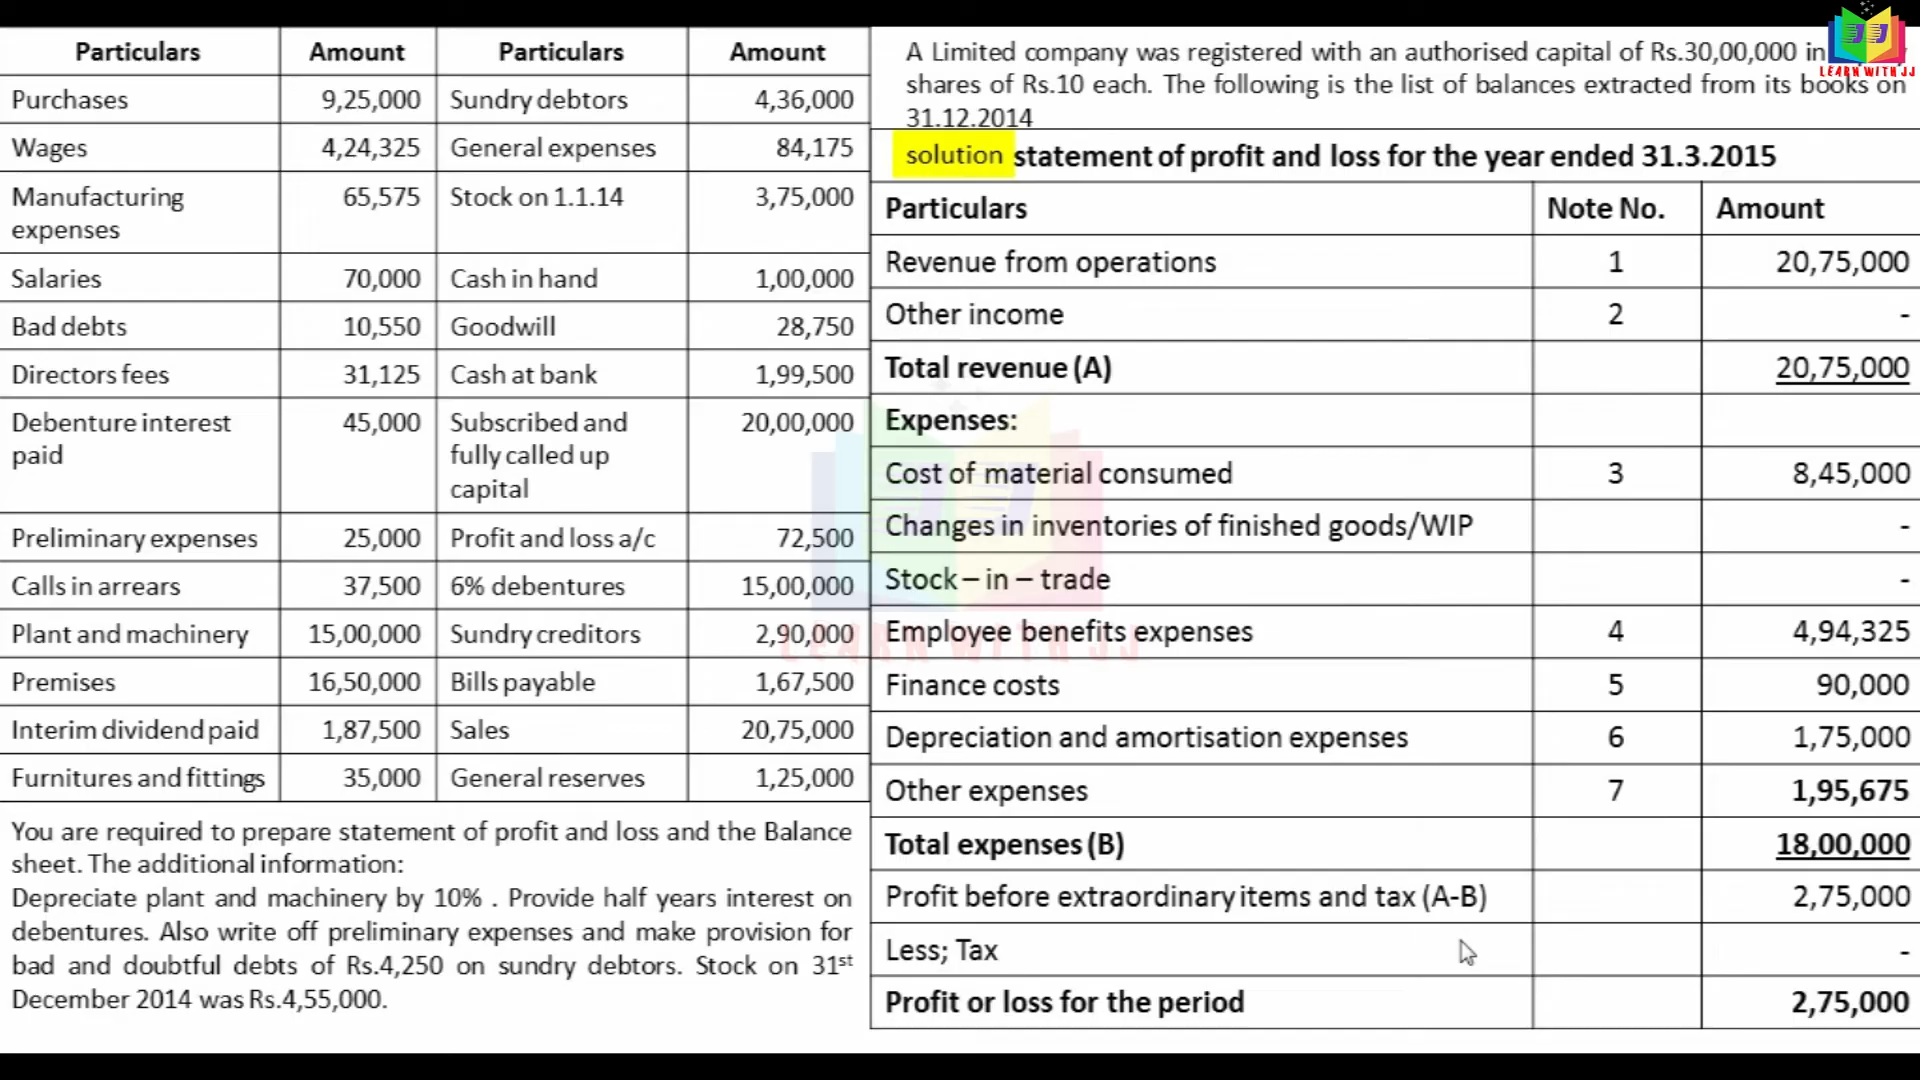 Particulars Amount Particulars Amount
Purchases 9,25,000 Sundry debtors 4,36,000
Wages 4,24,325 General expenses 84,175
Manufacturing 65,575 Stock on 1.1.14 3,75,000
expenses
Salaries 70,000 Cash in hand 1,00,000
Bad debts 10,550 Goodwill 28,750
Directors fees 31,125 Cash at bank 1,99,500
Debenture interest 45,000 Subscribed and 20,00,000
paid fully called up
capital
Preliminary expenses 25,000 Profit and loss a/c 72,500
Calls in arrears 37,500 6% debentures 15,00,000
Plant and machinery 15,00,000 Sundry creditors 2,90,000
Premises 16,50,000 Bills payable 1,67,500
Interim dividend paid 1,87,500 Sales 20,75,000
Furnitures and fittings 35,000 General reserves 1,25,000
You are required to prepare statement of profit and loss and the Balance
sheet. The additional information:
Depreciate plant and machinery by 10% . Provide half years interest on
debentures. Also write off preliminary expenses and make provision for
bad and doubtful debts of Rs.4,250 on sundry debtors. Stock on 31st
December 2014 was Rs.4,55,000.
A Limited company was registered with an authorised capital of Rs.30,00,000 in
shares of Rs.10 each. The following is the list of balances extracted from its books on
31.12.2014
solution statement of profit and loss for the year ended 31.3.2015
Particulars Note No. Amount
Revenue from operations 1 20,75,000
Other income 2 -
Total revenue (A) 20,75,000
Expenses:
Cost of material consumed 3 8,45,000
Changes in inventories of finished goods/WIP -
Stock – in – trade -
Employee benefits expenses 4 4,94,325
Finance costs 5 90,000
Depreciation and amortisation expenses 6 1,75,000
Other expenses 7 1,95,675
Total expenses (B) 18,00,000
Profit before extraordinary items and tax (A-B) 2,75,000
Less; Tax -
Profit or loss for the period 2,75,000
LEARN WITH JJ
LEARN WITH JJ